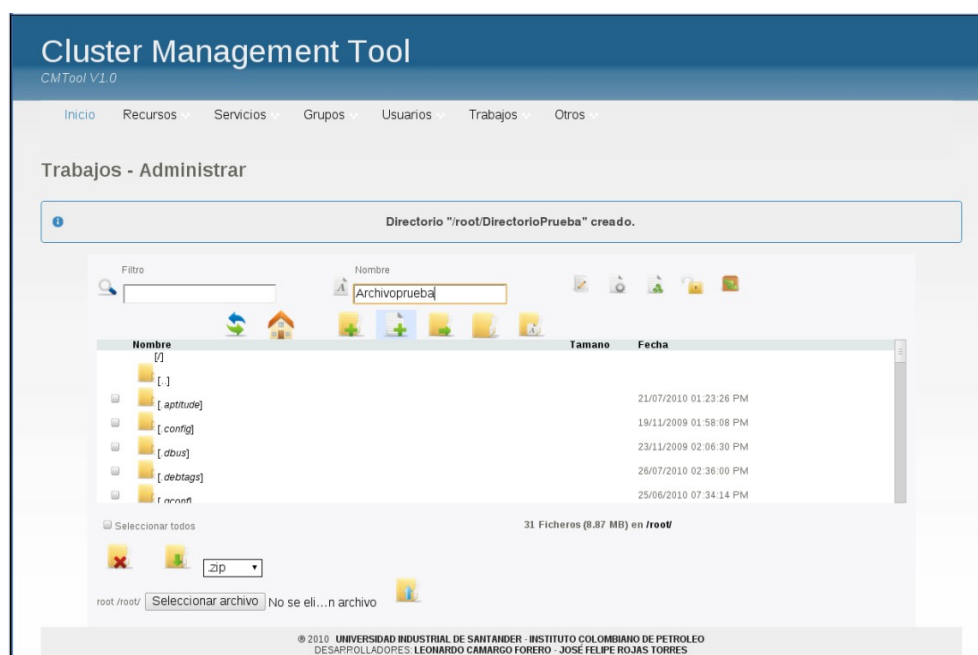 Cluster Management Tool
CMTool V1.0
Inicio Recursos Servicios Grupos Usuarios Trabajos Otros
Trabajos - Administrar
Directorio "/root/DirectorioPrueba" creado.
Filtro Nombre
Archivoprueba
Nombre Tamano Fecha
[/]
[..]
[.aptitude] 21/07/2010 01:23:26 PM
[.config] 19/11/2009 01:58:08 PM
[.dbus] 23/11/2009 02:06:30 PM
[.debtags] 26/07/2010 02:36:00 PM
[.gconf] 25/06/2010 07:34:14 PM
Seleccionar todos 31 Ficheros (8.87 MB) en /root/
.zip
root /root/ Seleccionar archivo No se eli...n archivo
® 2010 UNIVERSIDAD INDUSTRIAL DE SANTANDER - INSTITUTO COLOMBIANO DE PETROLEO
DESARROLLADORES: LEONARDO CAMARGO FORERO - JOSÉ FELIPE ROJAS TORRES